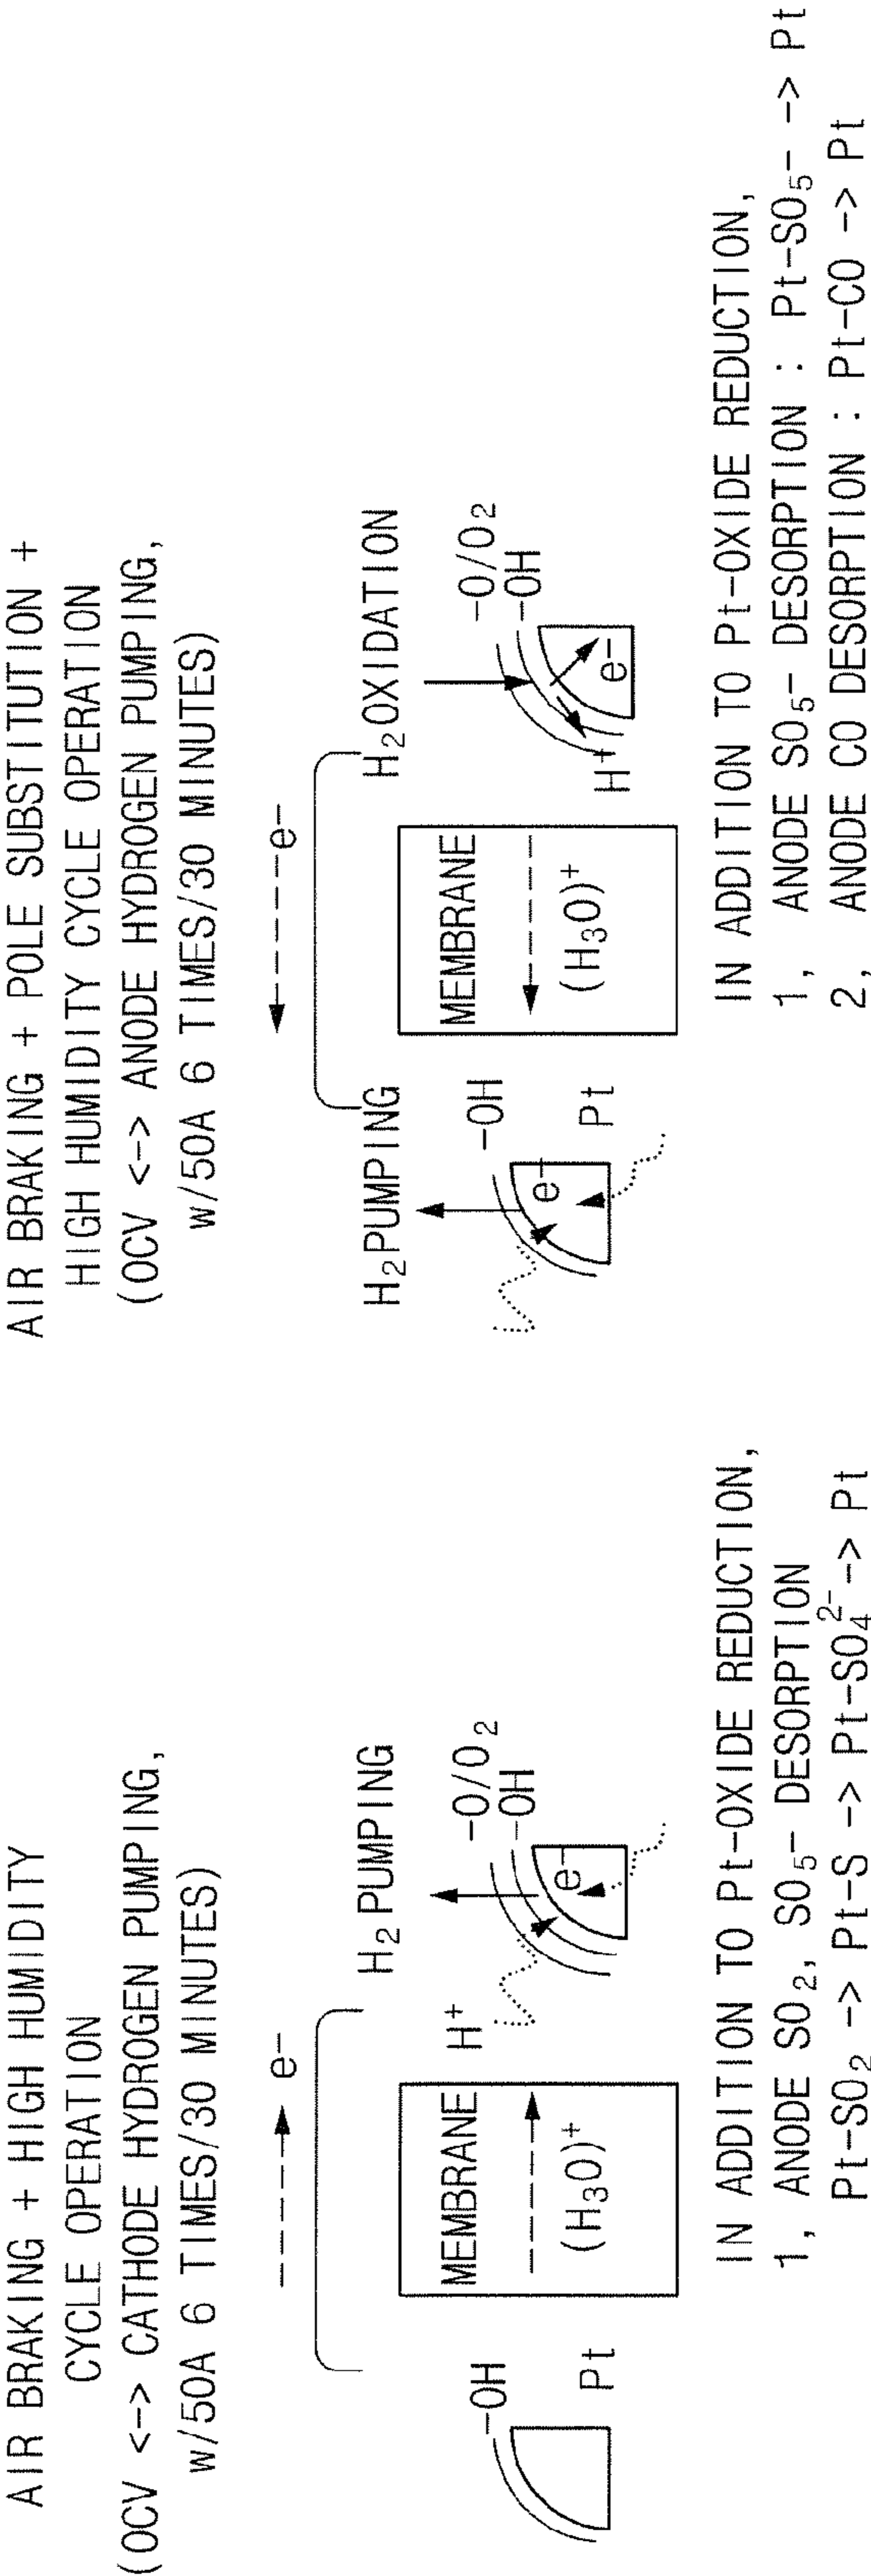 AIR BRAKING + HIGH HUMIDITY
CYCLE OPERATION
(OCV <-> CATHODE HYDROGEN PUMPING,
w/50A 6 TIMES/30 MINUTES)
e-
H2 PUMPING
-OH
Pt
MEMBRANE
(H3O)+
H+
-O/O2
-OH
e-
IN ADDITION TO Pt-OXIDE REDUCTION,
1, ANODE SO2, SO5- DESORPTION
Pt-SO2 -> Pt-S -> Pt-SO4 2- -> Pt
AIR BRAKING + POLE SUBSTITUTION +
HIGH HUMIDITY CYCLE OPERATION
(OCV <-> ANODE HYDROGEN PUMPING,
w/50A 6 TIMES/30 MINUTES)
e-
H2PUMPING
H2OXIDATION
-OH
e-
Pt
MEMBRANE
(H3O)+
H+
-O/O2
-OH
e-
IN ADDITION TO Pt-OXIDE REDUCTION,
1, ANODE SO5- DESORPTION : Pt-SO5- -> Pt
2, ANODE CO DESORPTION : Pt-CO -> Pt